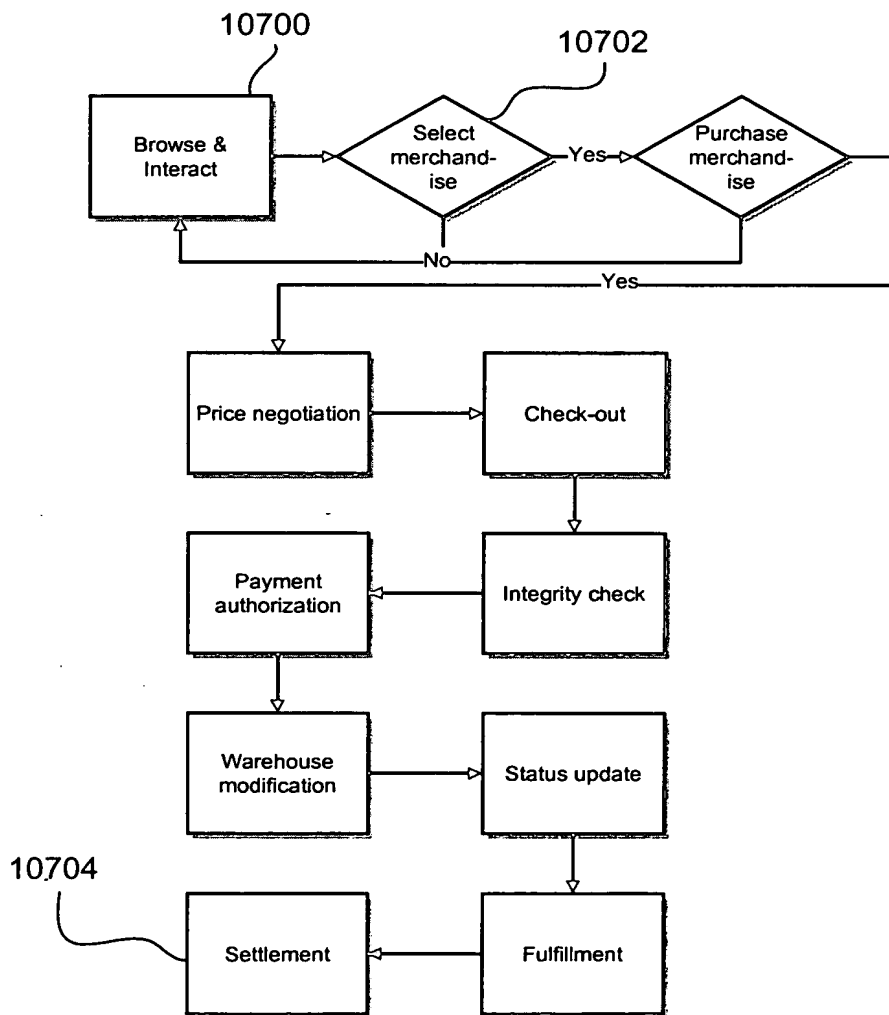 10700
10702
Browse &
Interact
Select
merchand-
ise
Yes
Purchase
merchand-
ise
No
Yes
Price negotiation
Check-out
Payment
authorization
Integrity check
Warehouse
modification
Status update
10704
Settlement
Fulfillment